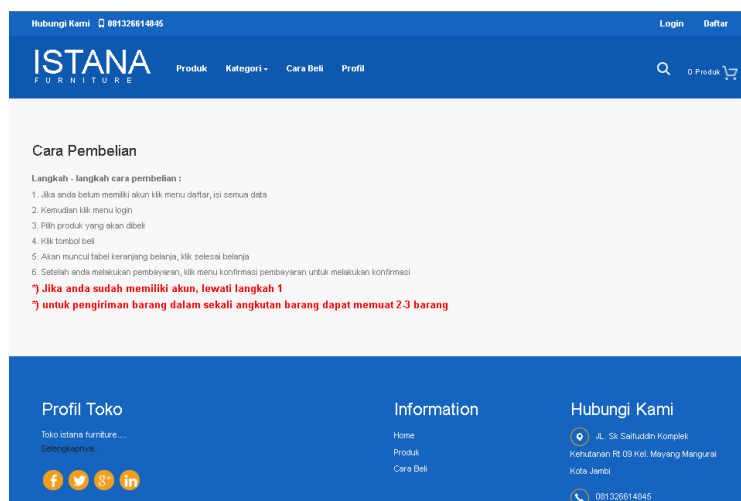 Hubungi Kami 081326614845
Login Daftar
ISTANA
FURNITURE
Produk Kategori Cara Beli Profil
0 Produk
Cara Pembelian
Langkah - langkah cara pembelian :
1. Jika anda belum memiliki akun klik menu daftar, isi semua data
2. Kemudian klik menu login
3. Pilih produk yang akan dibeli
4. Klik tombol beli
5. Akan muncul tabel keranjang belanja, klik selesai belanja
6. Setelah anda melakukan pembayaran, klik menu konfirmasi pembayaran untuk melakukan konfirmasi
*) Jika anda sudah memiliki akun, lewati langkah 1
*) untuk pengiriman barang dalam sekali angkutan barang dapat memuat 2-3 barang
Profil Toko
Toko istana furniture....
Selengkapnya...
Information
Home
Produk
Cara Beli
Hubungi Kami
JL. Sk Saifuddin Komplek
Kehutanan Rt 09 Kel. Mayang Mangurai
Kota Jambi
081326614845